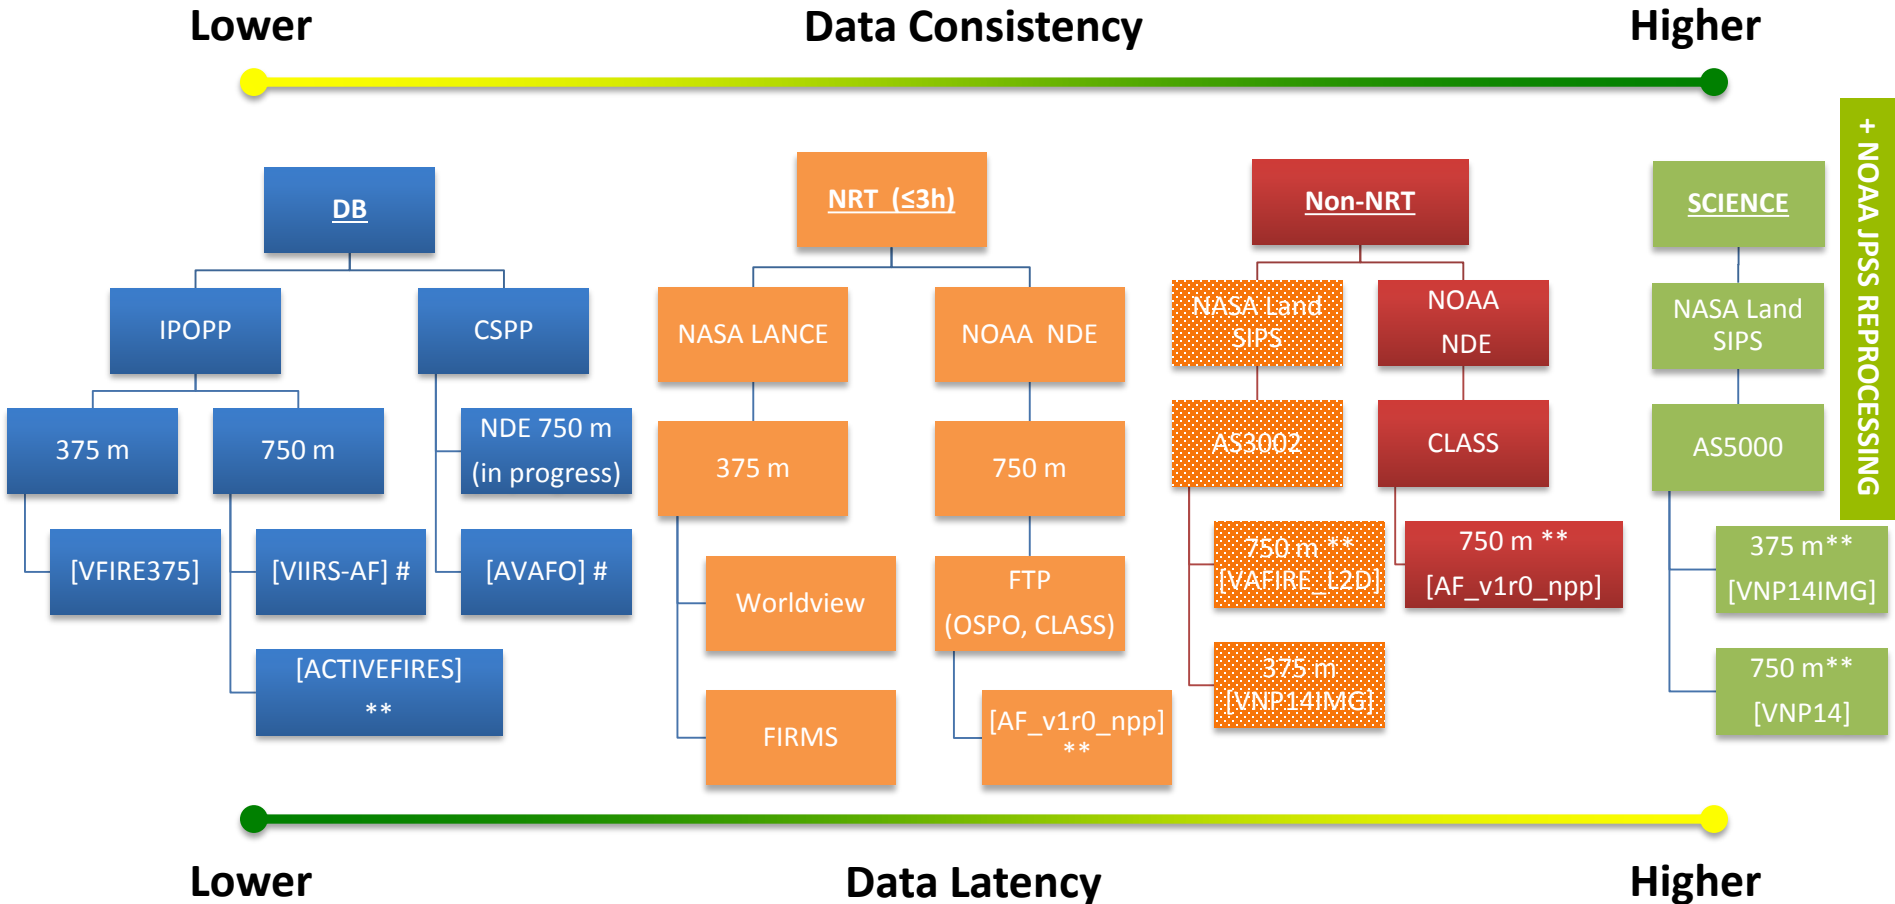 Lower
Data Consistency
Higher
+ NOAA JPSS REPROCESSING
DB
IPOPP
CSPP
375 m
750 m
NDE 750 m
(in progress)
[VFIRE375]
[VIIRS-AF] #
[AVAFO] #
[ACTIVEFIRES]
**
NRT (≤3h)
NASA LANCE
NOAA NDE
375 m
750 m
Worldview
FTP
(OSPO, CLASS)
FIRMS
[AF_v1r0_npp]
**
Non-NRT
NASA Land
SIPS
NOAA
NDE
AS3002
CLASS
750 m **
[VAFIRE_L2D]
750 m **
[AF_v1r0_npp]
375 m
[VNP14IMG]
SCIENCE
NASA Land
SIPS
AS5000
375 m**
[VNP14IMG]
750 m**
[VNP14]
Lower
Data Latency
Higher